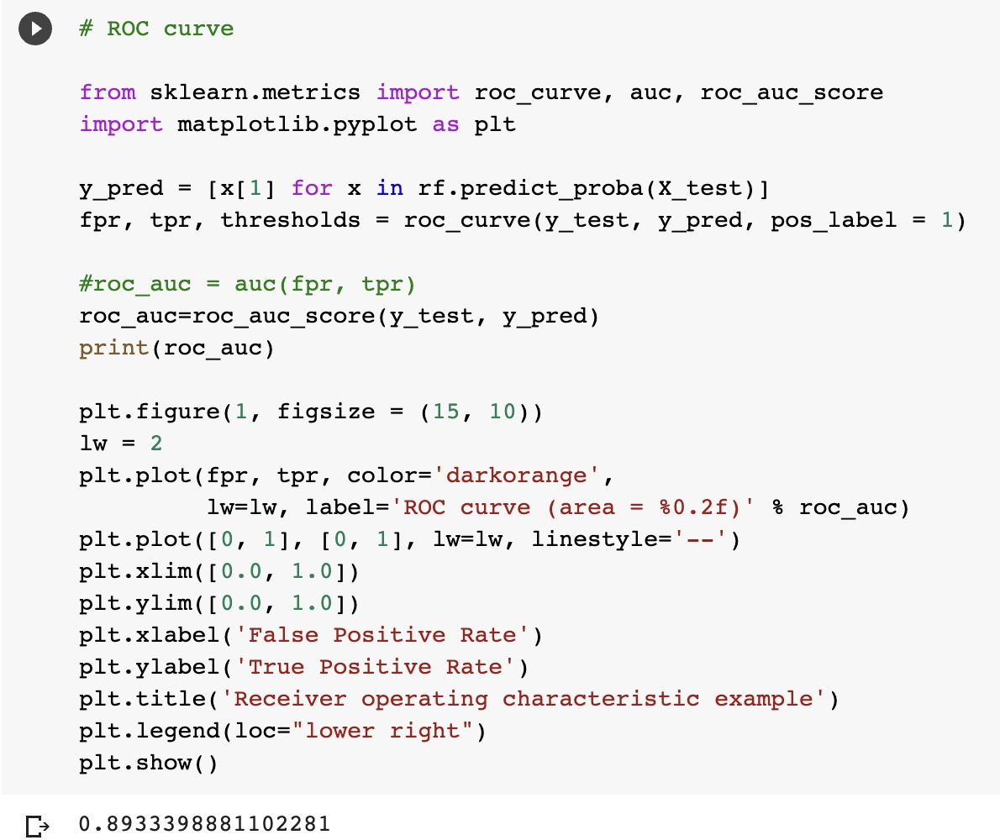 # ROC curve
from sklearn.metrics import roc_curve, auc, roc_auc_score
import matplotlib.pyplot as plt
y_pred = [x[1] for x in rf.predict_proba(X_test)]
fpr, tpr, thresholds = roc_curve(y_test, y_pred, pos_label = 1)
#roc_auc = auc(fpr, tpr)
roc_auc=roc_auc_score(y_test, y_pred)
print(roc_auc)
plt.figure(1, figsize = (15, 10))
lw = 2
plt.plot(fpr, tpr, color='darkorange',
         lw=lw, label='ROC curve (area = %0.2f)' % roc_auc)
plt.plot([0, 1], [0, 1], lw=lw, linestyle='--')
plt.xlim([0.0, 1.0])
plt.ylim([0.0, 1.0])
plt.xlabel('False Positive Rate')
plt.ylabel('True Positive Rate')
plt.title('Receiver operating characteristic example')
plt.legend(loc="lower right")
plt.show()
0.8933398881102281